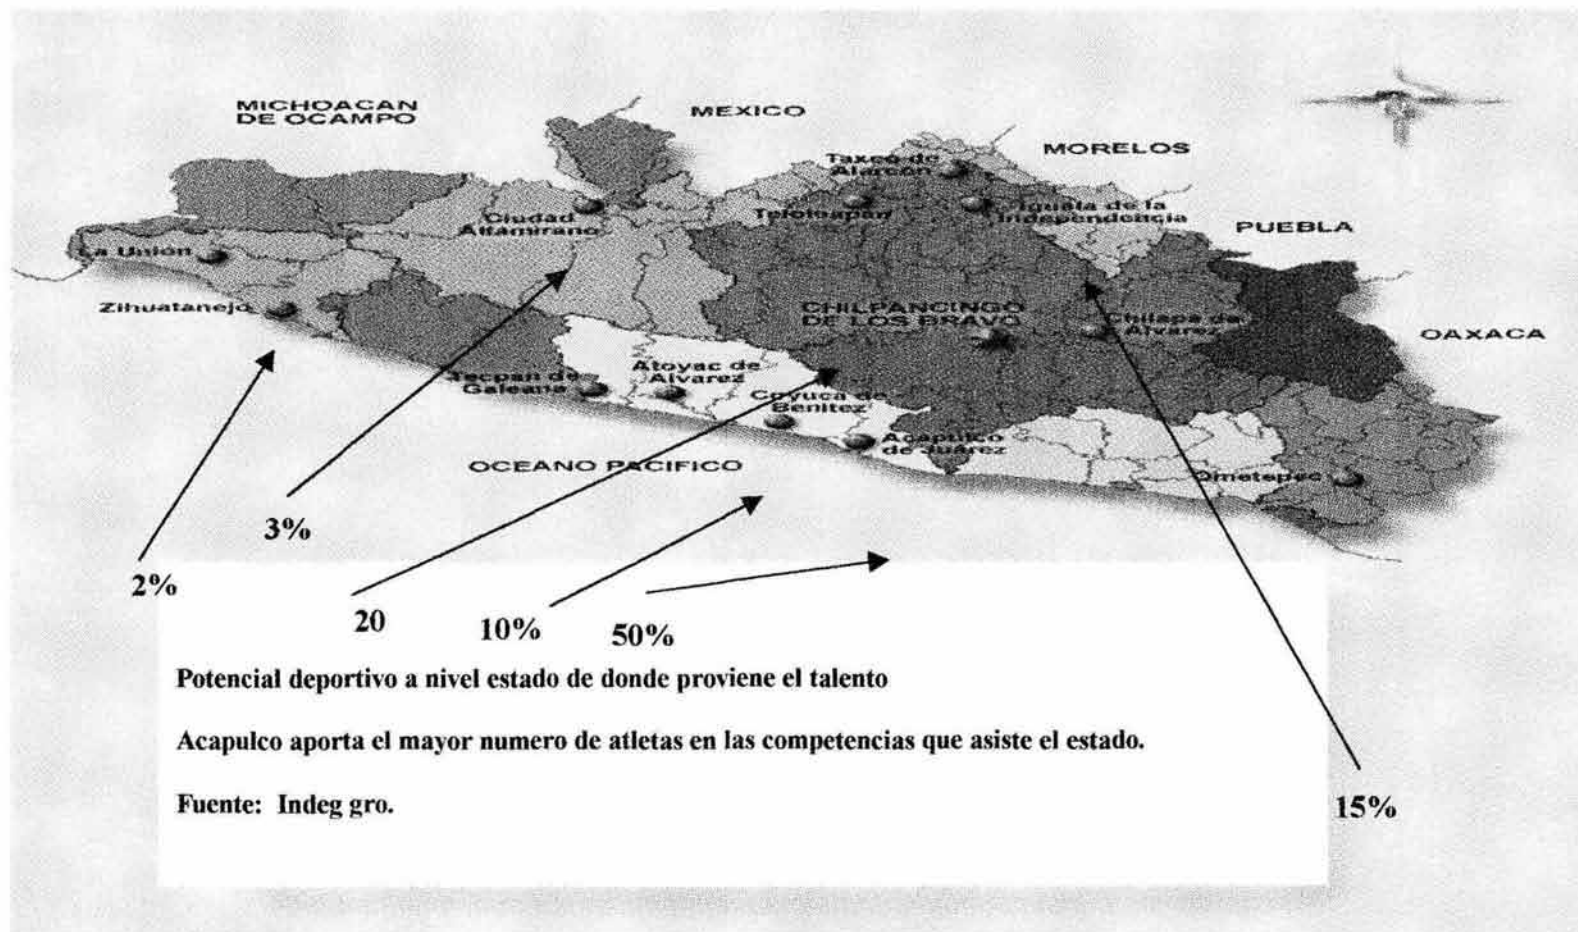 MICHOACAN
DE OCAMPO
MEXICO
MORELOS
Taxco de
Alarcón
Ciudad
Altamirano
Teloloapan
Iguala de la
Independencia
PUEBLA
La Unión
Zihuatanejo
CHILPANCINGO
DE LOS BRAVO
Chilapa de
Alvarez
OAXACA
Tecpan de
Galeana
Atoyac de
Alvarez
Coyuca de
Benitez
Acapulco
de Juárez
OCEANO PACIFICO
Ometepec
3%
2%
20
10%
50%
Potencial deportivo a nivel estado de donde proviene el talento
Acapulco aporta el mayor numero de atletas en las competencias que asiste el estado.
Fuente: Indeg gro.
15%